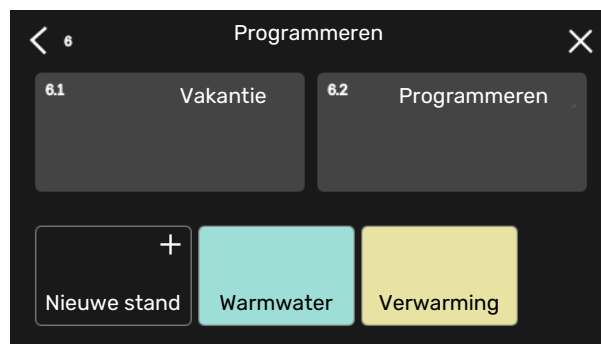 6 Programmeren
6.1 Vakantie
6.2 Programmeren
Nieuwe stand
Warmwater
Verwarming